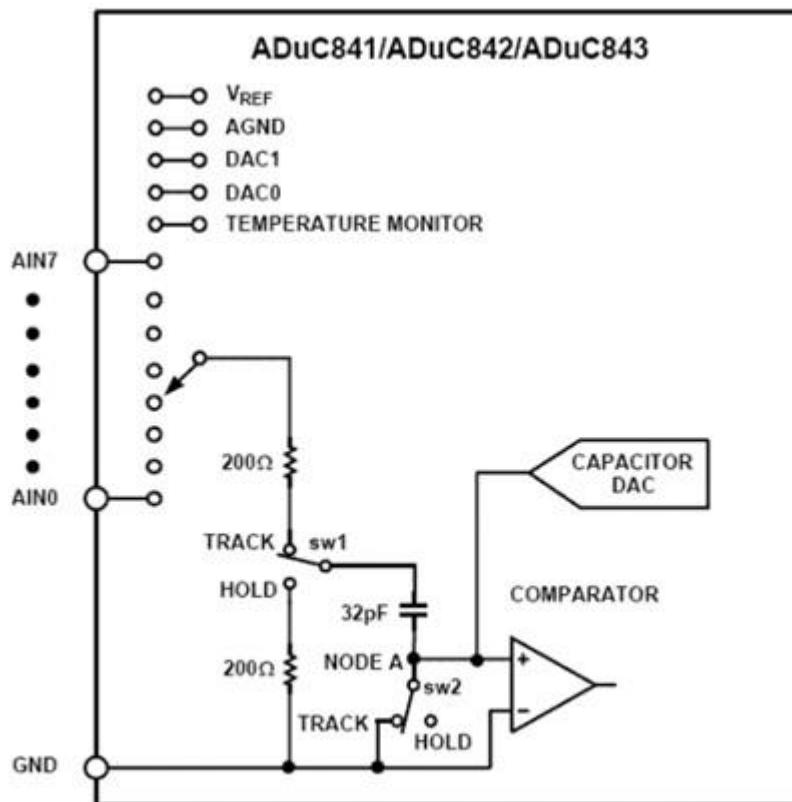 ADuC841/ADuC842/ADuC843
VREF
AGND
DAC1
DAC0
TEMPERATURE MONITOR
AIN7
AIN0
200Ω
CAPACITOR
DAC
TRACK
sw1
HOLD
COMPARATOR
32pF
200Ω
NODE A
+
sw2
−
TRACK
HOLD
GND